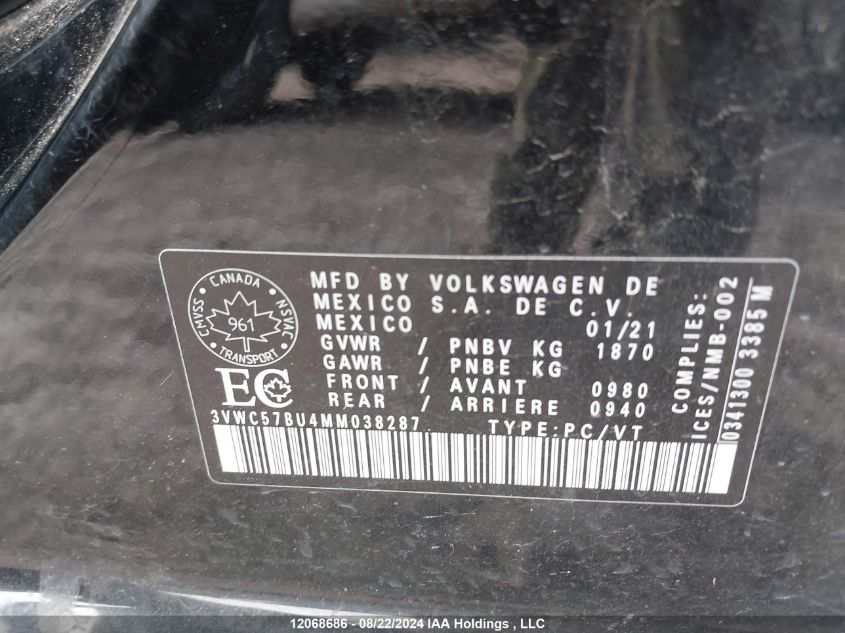 CANADA
CMVSS
NSVAC
961
TRANSPORT
MFD BY VOLKSWAGEN DE
MEXICO S.A. DE C.V.
MEXICO 01/21
GVWR / PNBV KG 1870
GAWR / PNBE KG
FRONT / AVANT 0980
REAR / ARRIERE 0940
EC
3VWC57BU4MM038287 TYPE:PC/VT
COMPLIES:
ICES/NMB-002
0341300 3385 M
12068686 - 08/22/2024 IAA Holdings , LLC